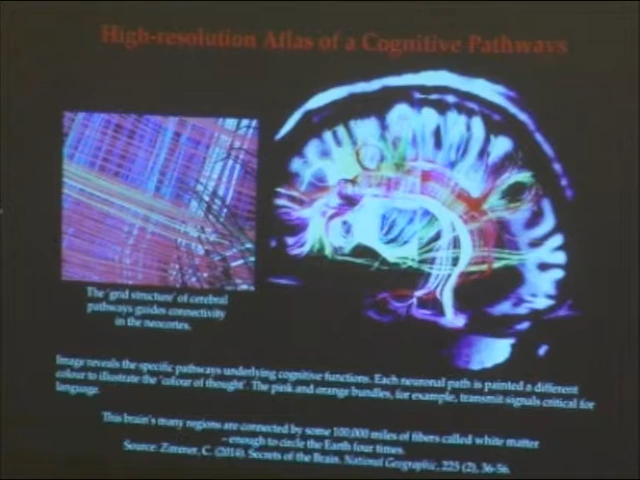 High-resolution Atlas of a Cognitive Pathways
The 'grid structure' of cerebral
pathways guides connectivity
in the neocortex.
Image reveals the specific pathways underlying cognitive functions. Each neuronal path is painted a different
colour to illustrate the 'colour of thought'. The pink and orange bundles, for example, transmit signals critical for
language.
This brain's many regions are connected by some 100,000 miles of fibers called white matter
– enough to circle the Earth four times.
Source: Zimmer, C. (2014). Secrets of the Brain. National Geographic, 225 (2), 36-56.